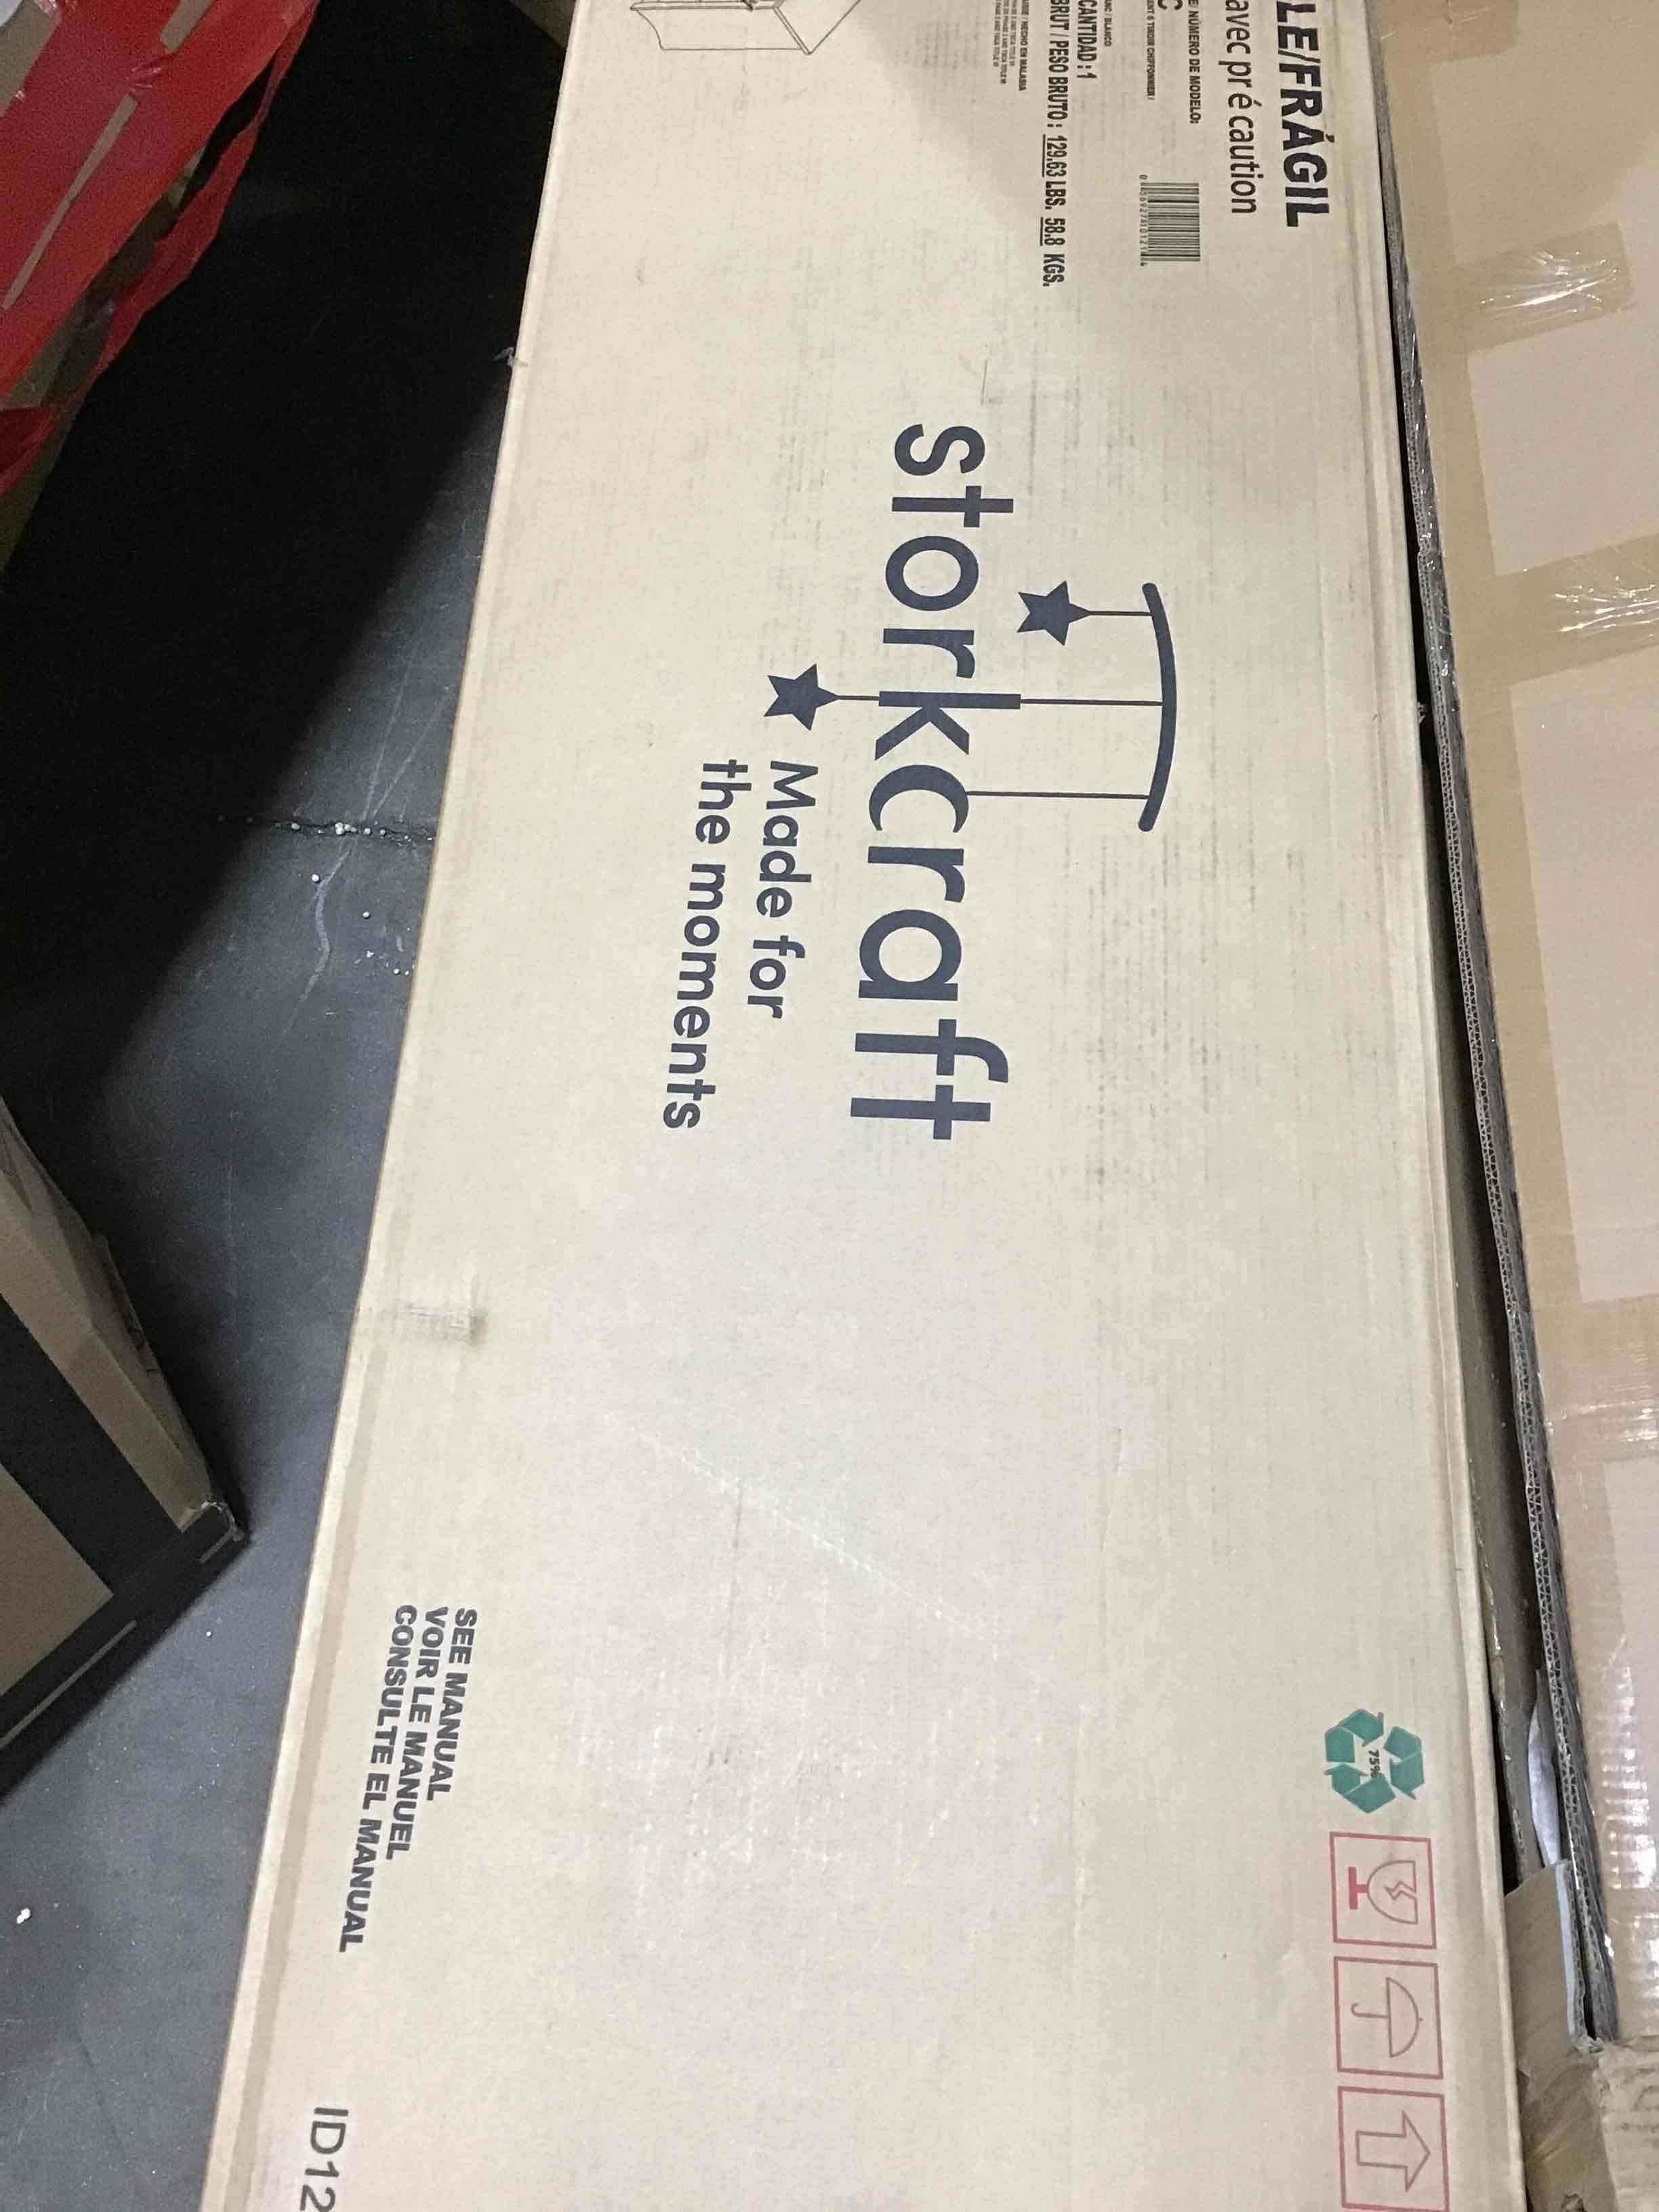 LE/FRÁGIL
avec pré caution
E/ NÚMERO DE MODELO:
C
CANTIDAD : 1
BRUT / PESO BRUTO : 129.63 LBS. 58.8 KGS.
storkcraft
Made for
the moments
75%
SEE MANUAL
VOIR LE MANUEL
CONSULTE EL MANUAL
ID12